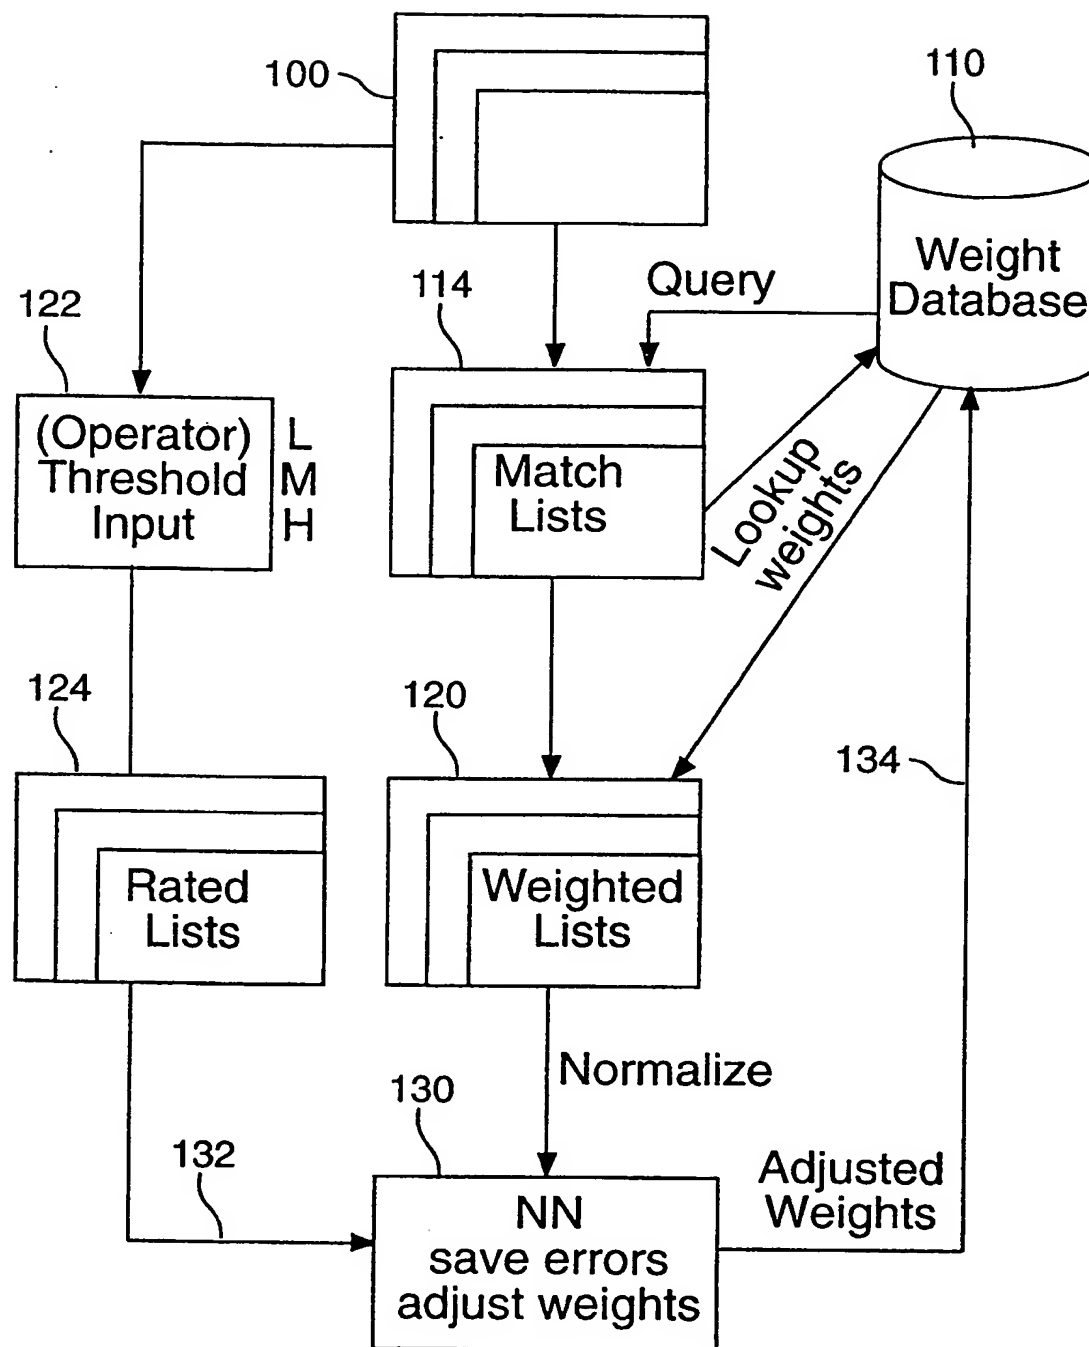 100
110
Weight
Database
114
Query
122
(Operator)
Threshold
Input
L
M
H
Match
Lists
Lookup
weights
124
120
134
Rated
Lists
Weighted
Lists
Normalize
130
132
Adjusted
Weights
NN
save errors
adjust weights